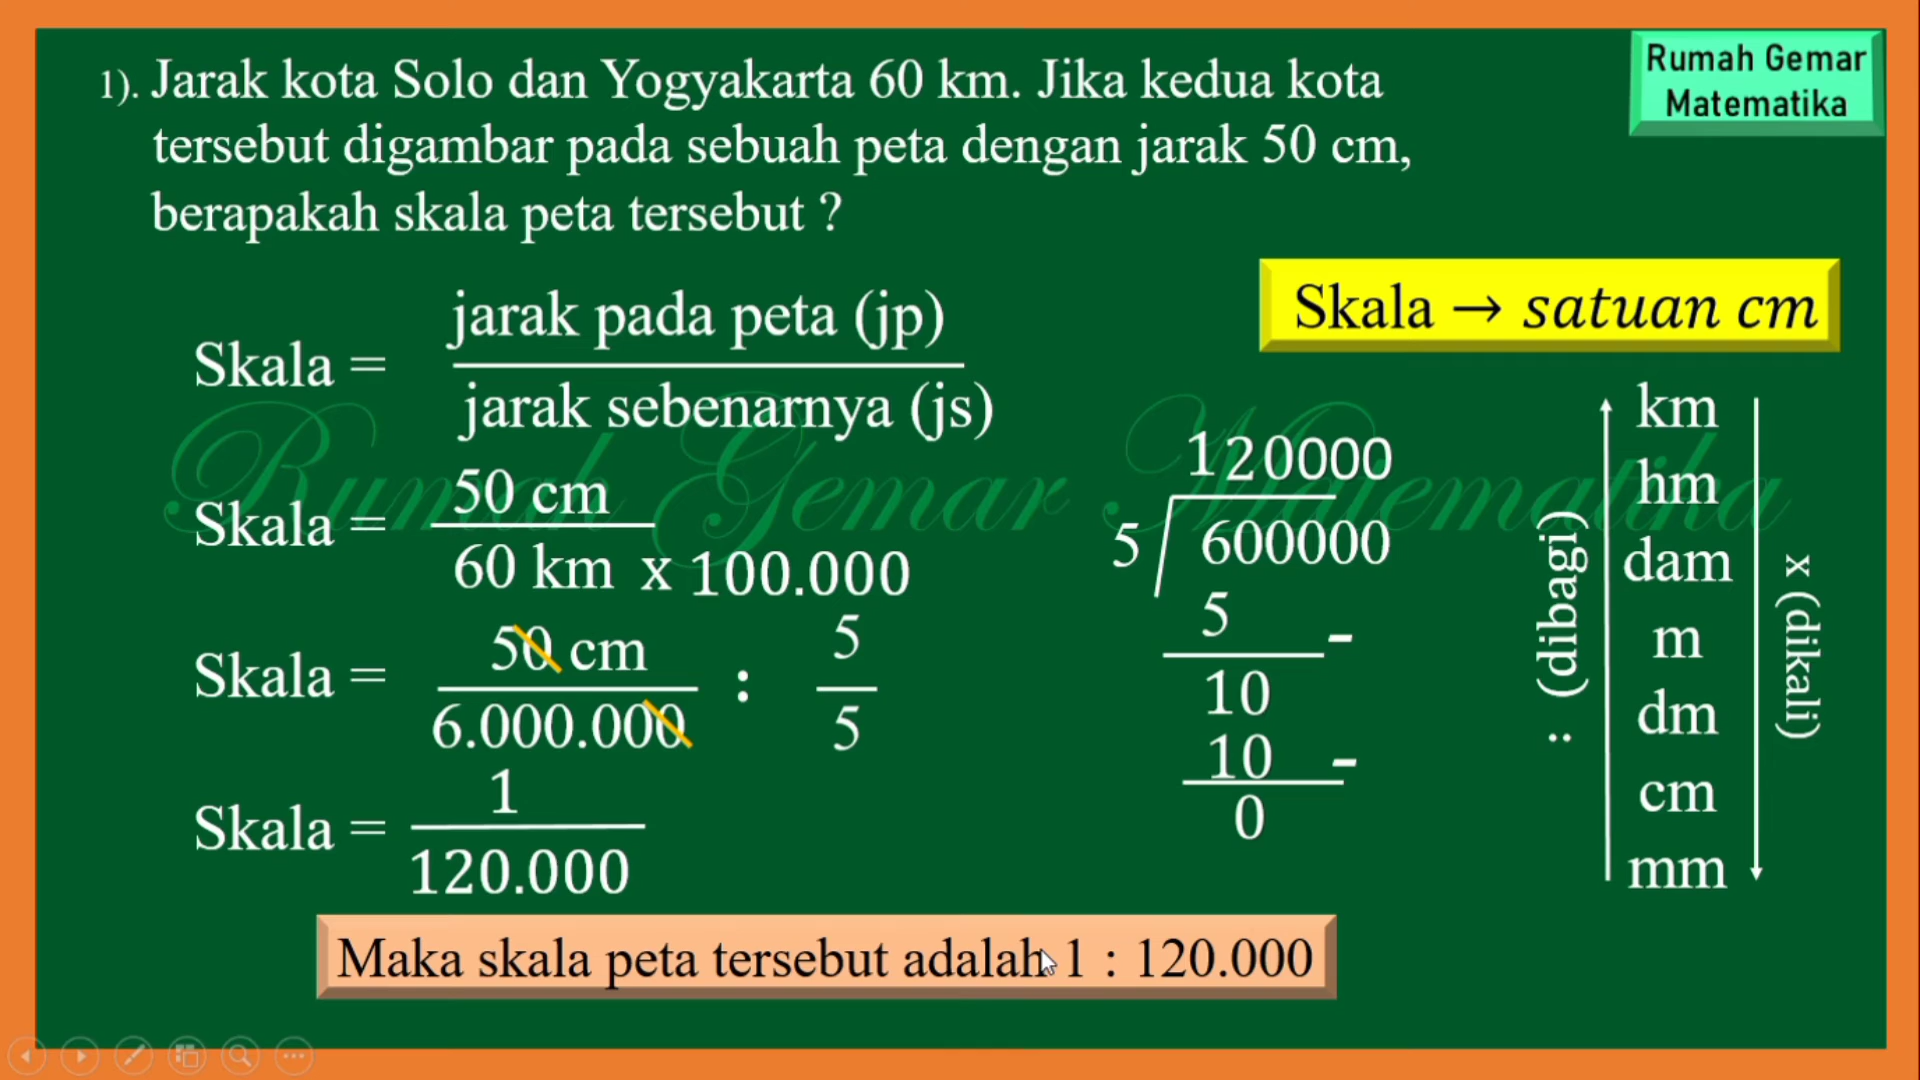 Rumah Gemar
Matematika
1). Jarak kota Solo dan Yogyakarta 60 km. Jika kedua kota
tersebut digambar pada sebuah peta dengan jarak 50 cm,
berapakah skala peta tersebut ?
Skala → satuan cm
Skala = jarak pada peta (jp)
jarak sebenarnya (js)
Skala = 50 cm
60 km x 100.000
Skala = 50 cm : 5
6.000.000 5
Skala = 1
120.000
120000
5 600000
5 -
10
10 -
0
: (dibagi)
km
hm
dam
m
dm
cm
mm
x (dikali)
Maka skala peta tersebut adalah 1 : 120.000
Rumah Gemar Matematika